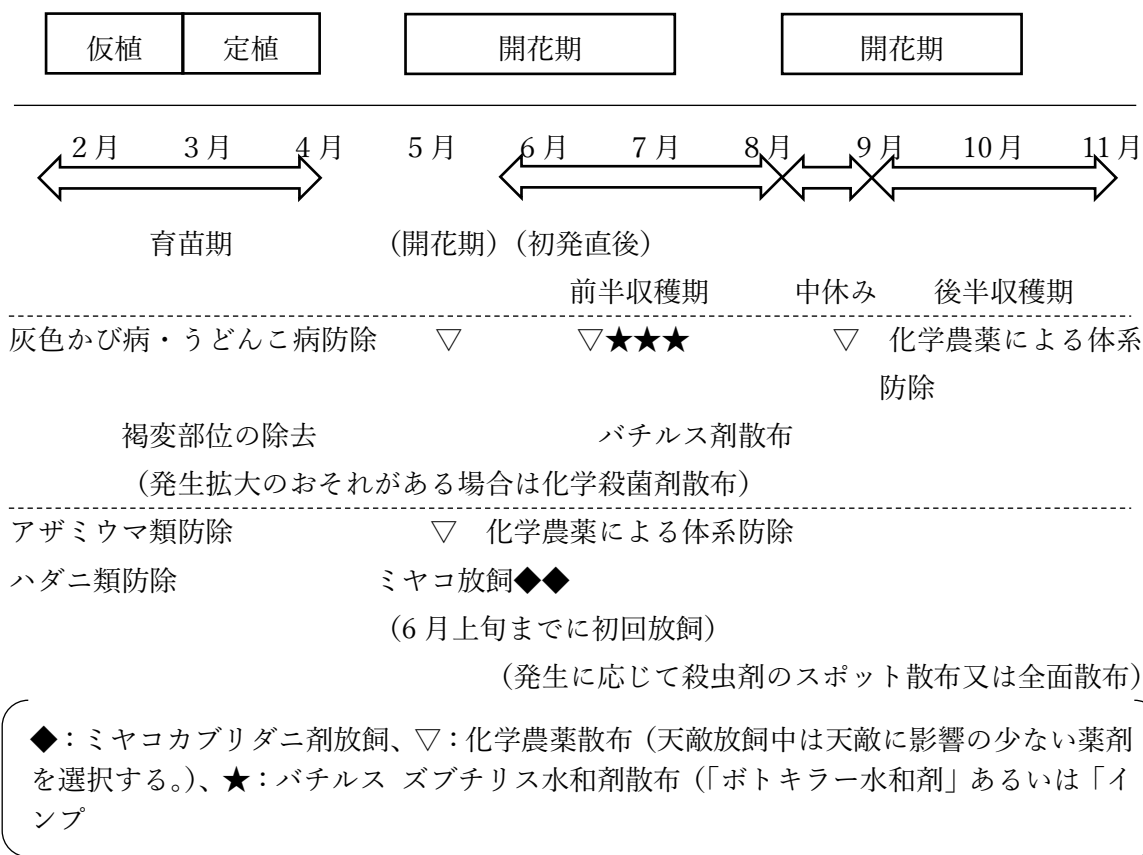 仮植 定植 開花期 開花期
2月 3月 4月 5月 6月 7月 8月 9月 10月 11月
育苗期 (開花期)(初発直後)
前半収穫期 中休み 後半収穫期
灰色かび病・うどんこ病防除 ▽ ▽★★★ ▽ 化学農薬による体系
防除
褐変部位の除去 バチルス剤散布
(発生拡大のおそれがある場合は化学殺菌剤散布)
アザミウマ類防除 ▽ 化学農薬による体系防除
ハダニ類防除 ミヤコ放飼◆◆
(6月上旬までに初回放飼)
(発生に応じて殺虫剤のスポット散布又は全面散布)
◆:ミヤコカブリダニ剤放飼、▽:化学農薬散布(天敵放飼中は天敵に影響の少ない薬剤
を選択する。)、★:バチルス ズブチリス水和剤散布(「ボトキラー水和剤」あるいは「イ
ンプ